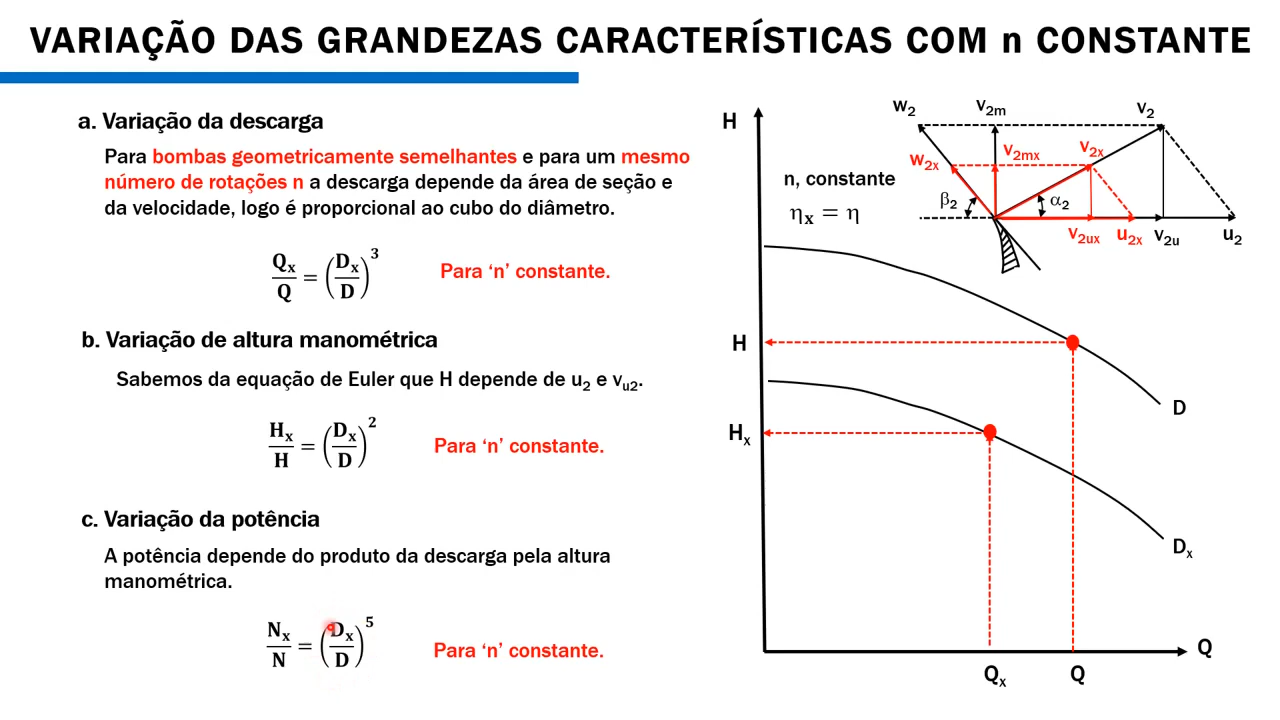 VARIAÇÃO DAS GRANDEZAS CARACTERÍSTICAS COM n CONSTANTE
a. Variação da descarga
Para bombas geometricamente semelhantes e para um mesmo
número de rotações n a descarga depende da área de seção e
da velocidade, logo é proporcional ao cubo do diâmetro.
Qₓ/Q = (Dₓ/D)³ Para ‘n’ constante.
b. Variação de altura manométrica
Sabemos da equação de Euler que H depende de u₂ e vᵤ₂.
Hₓ/H = (Dₓ/D)² Para ‘n’ constante.
c. Variação da potência
A potência depende do produto da descarga pela altura
manométrica.
Nₓ/N = (Dₓ/D)⁵ Para ‘n’ constante.
H
n, constante
ηₓ = η
w₂ v₂m v₂
w₂ₓ v₂mx v₂ₓ
β₂ α₂
v₂ux u₂ₓ v₂u u₂
H
D
Hₓ
Dₓ
Q
Qₓ Q